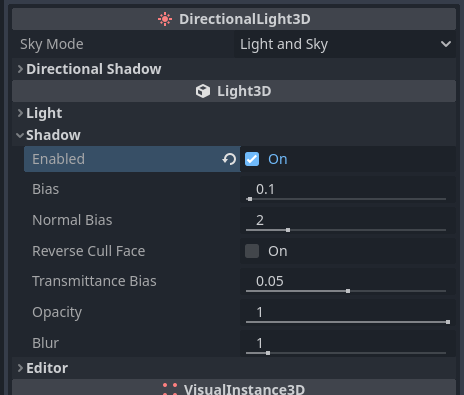 DirectionalLight3D
Sky Mode Light and Sky
Directional Shadow
Light3D
Light
Shadow
Enabled On
Bias 0.1
Normal Bias 2
Reverse Cull Face On
Transmittance Bias 0.05
Opacity 1
Blur 1
Editor
VisualInstance3D